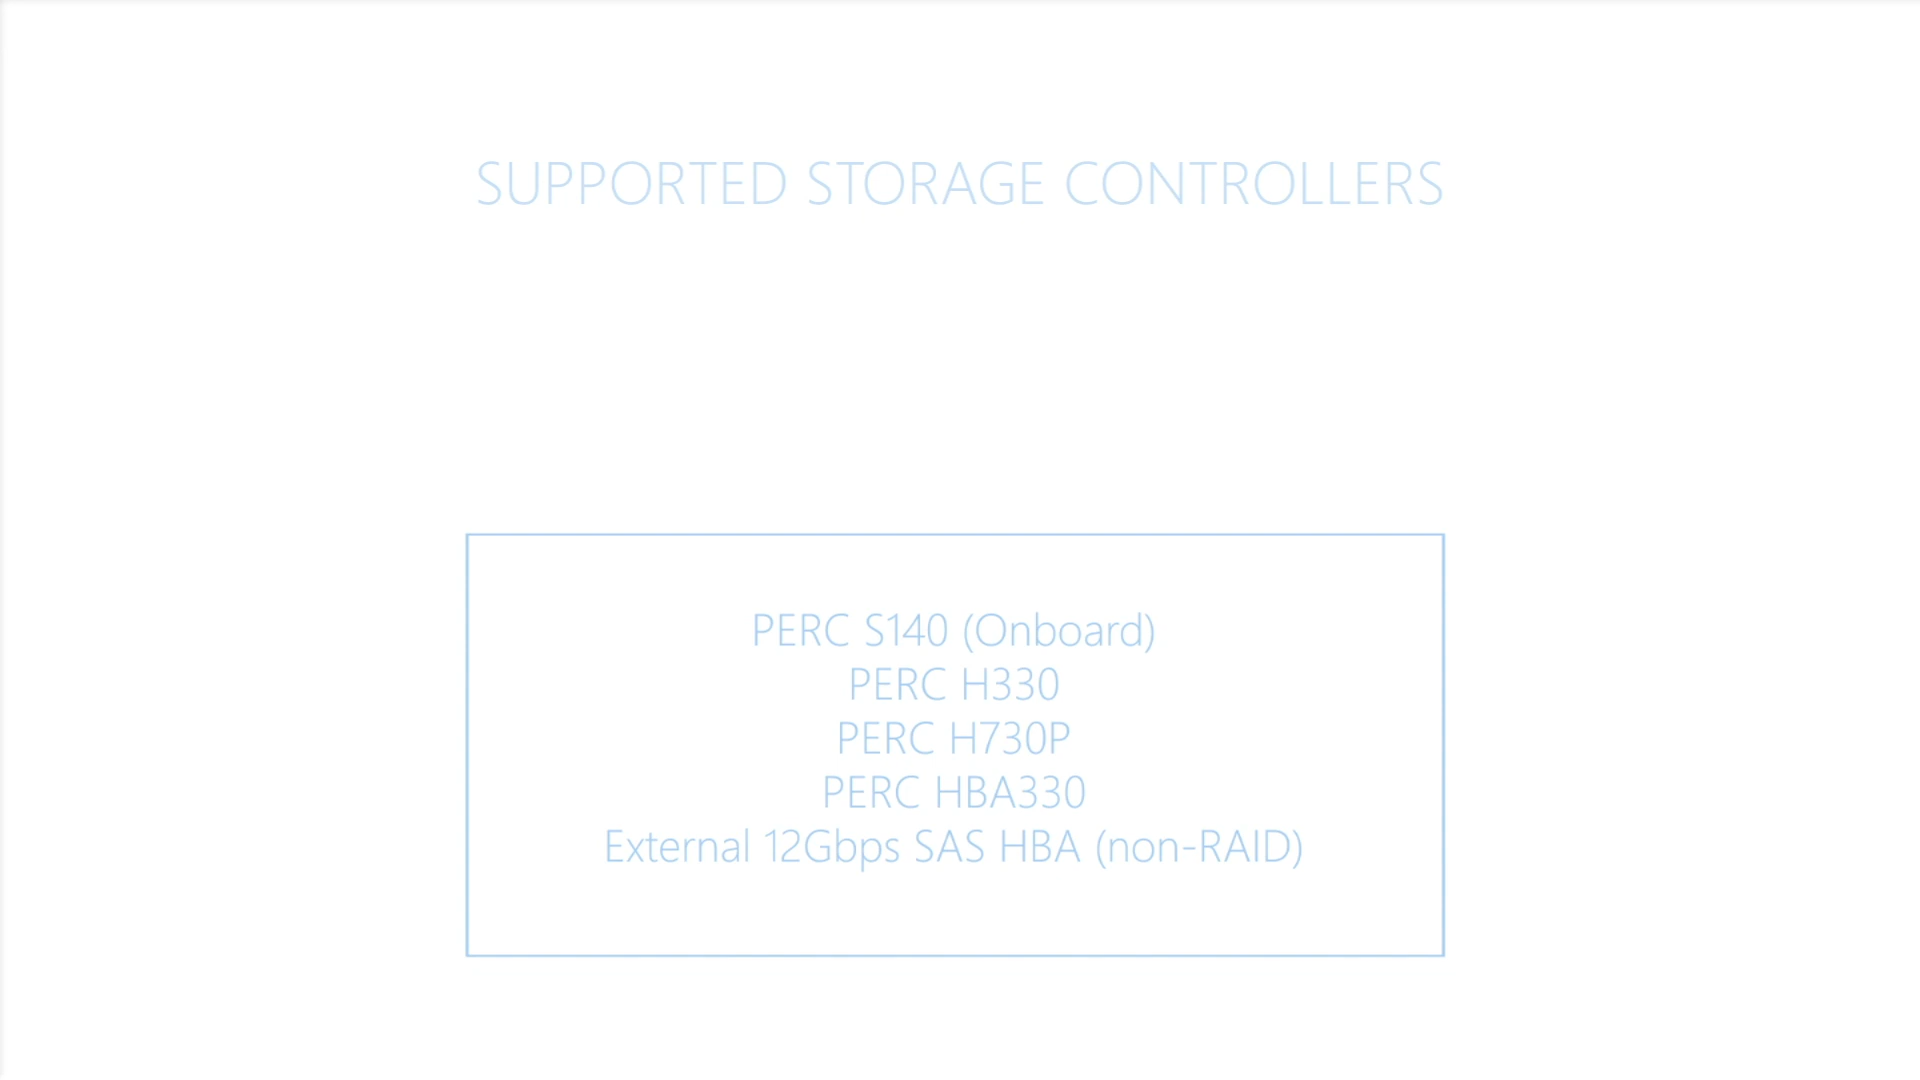 SUPPORTED STORAGE CONTROLLERS
PERC S140 (Onboard)
PERC H330
PERC H730P
PERC HBA330
External 12Gbps SAS HBA (non-RAID)